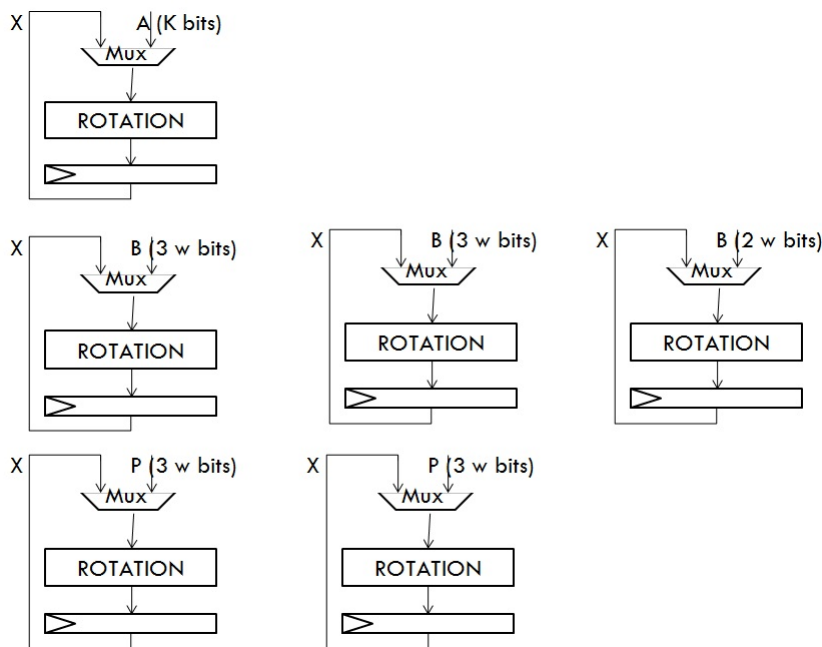 X A (K bits)
Mux
ROTATION
X B (3 w bits) X B (3 w bits) X B (2 w bits)
Mux Mux Mux
ROTATION ROTATION ROTATION
X P (3 w bits) X P (3 w bits)
Mux Mux
ROTATION ROTATION